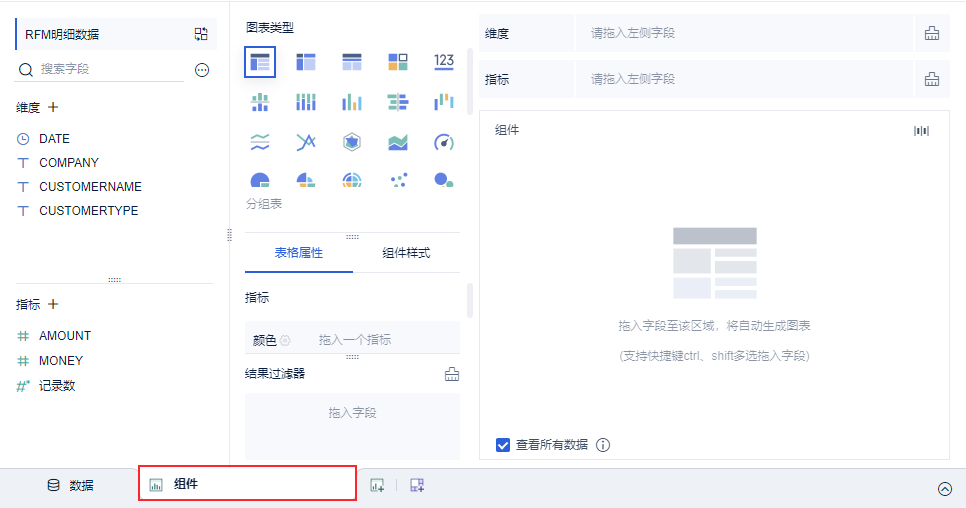 RFM明细数据
搜索字段
维度
DATE
COMPANY
CUSTOMERNAME
CUSTOMERTYPE
指标
AMOUNT
MONEY
记录数
图表类型
123
分组表
表格属性
组件样式
指标
颜色
拖入一个指标
结果过滤器
拖入字段
维度
请拖入左侧字段
指标
请拖入左侧字段
组件
拖入字段至该区域，将自动生成图表
(支持快捷键ctrl、shift多选拖入字段)
查看所有数据
数据
组件